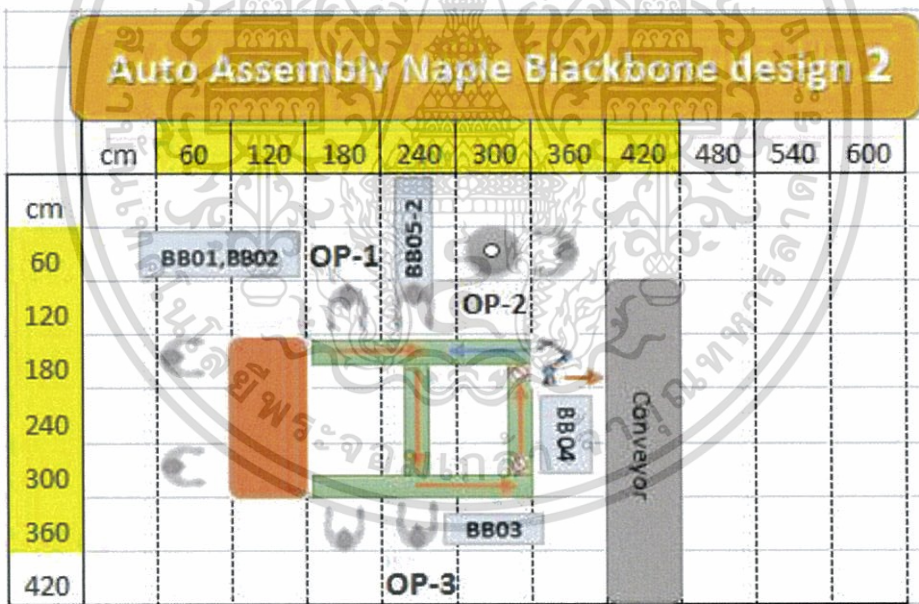 Auto Assembly Naple Blackbone design 2
cm 60 120 180 240 300 360 420 480 540 600
cm
60
120
180
240
300
360
420
BB01,BB02
OP-1
BB05-2
OP-2
BB04
Conveyor
BB03
OP-3